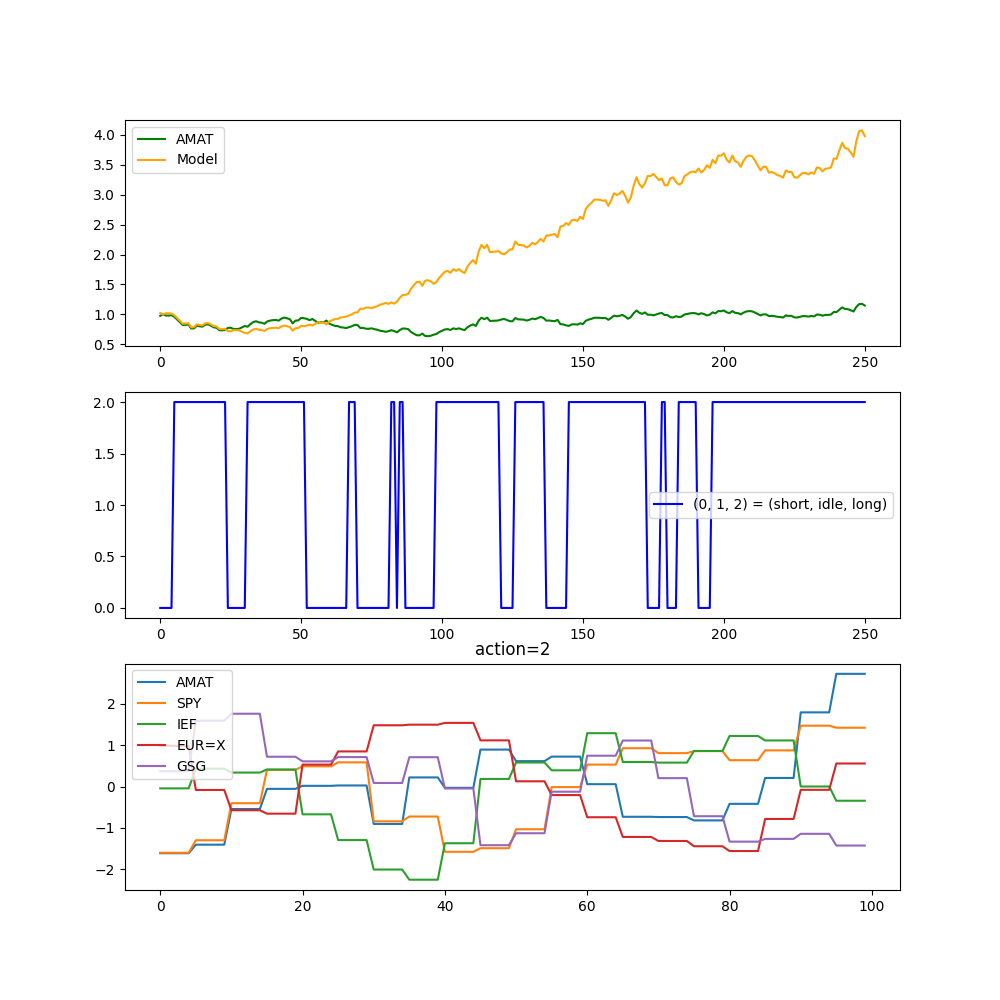 4.0
3.5
3.0
2.5
2.0
1.5
1.0
0.5
AMAT
Model
0 50 100 150 200 250
2.0
1.5
1.0
0.5
0.0
(0, 1, 2) = (short, idle, long)
0 50 100 150 200 250
action=2
2
1
0
−1
−2
AMAT
SPY
IEF
EUR=X
GSG
0 20 40 60 80 100